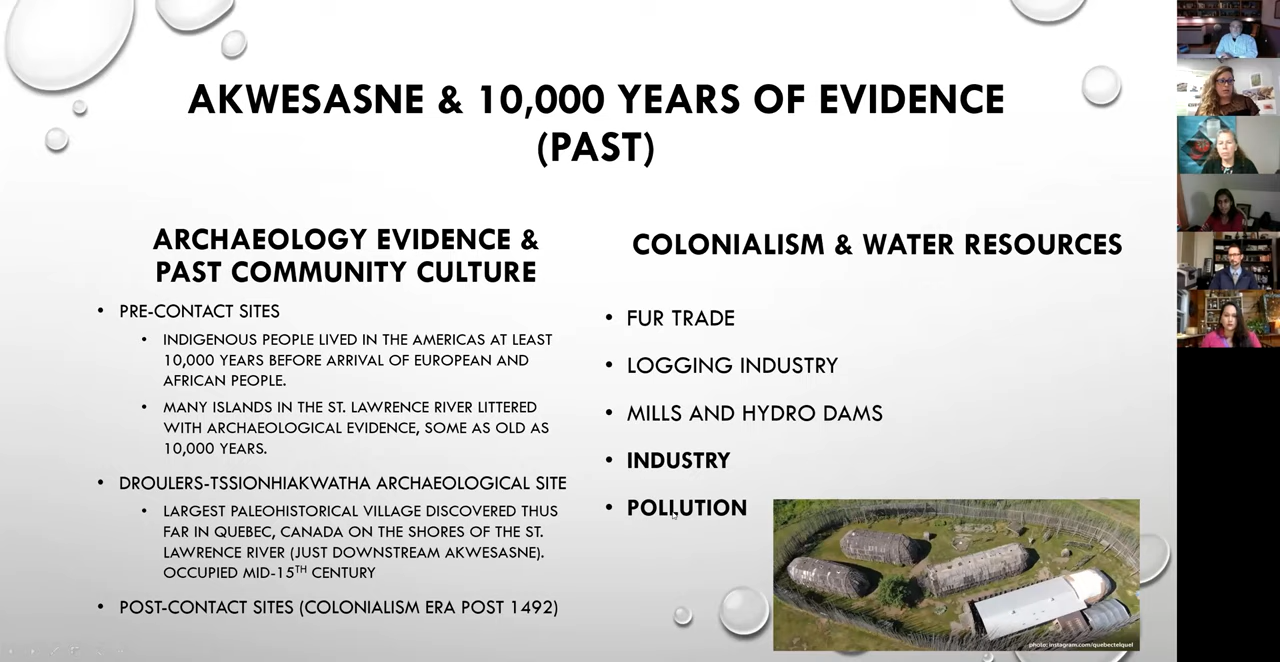 AKWESASNE & 10,000 YEARS OF EVIDENCE
(PAST)
ARCHAEOLOGY EVIDENCE &
PAST COMMUNITY CULTURE
• PRE-CONTACT SITES
• INDIGENOUS PEOPLE LIVED IN THE AMERICAS AT LEAST
10,000 YEARS BEFORE ARRIVAL OF EUROPEAN AND
AFRICAN PEOPLE.
• MANY ISLANDS IN THE ST. LAWRENCE RIVER LITTERED
WITH ARCHAEOLOGICAL EVIDENCE, SOME AS OLD AS
10,000 YEARS.
• DROULERS-TSSIONHIAKWATHA ARCHAEOLOGICAL SITE
• LARGEST PALEOHISTORICAL VILLAGE DISCOVERED THUS
FAR IN QUEBEC, CANADA ON THE SHORES OF THE ST.
LAWRENCE RIVER (JUST DOWNSTREAM AKWESASNE).
OCCUPIED MID-15TH CENTURY
• POST-CONTACT SITES (COLONIALISM ERA POST 1492)
COLONIALISM & WATER RESOURCES
• FUR TRADE
• LOGGING INDUSTRY
• MILLS AND HYDRO DAMS
• INDUSTRY
• POLLUTION
photo: instagram.com/quebectelquel